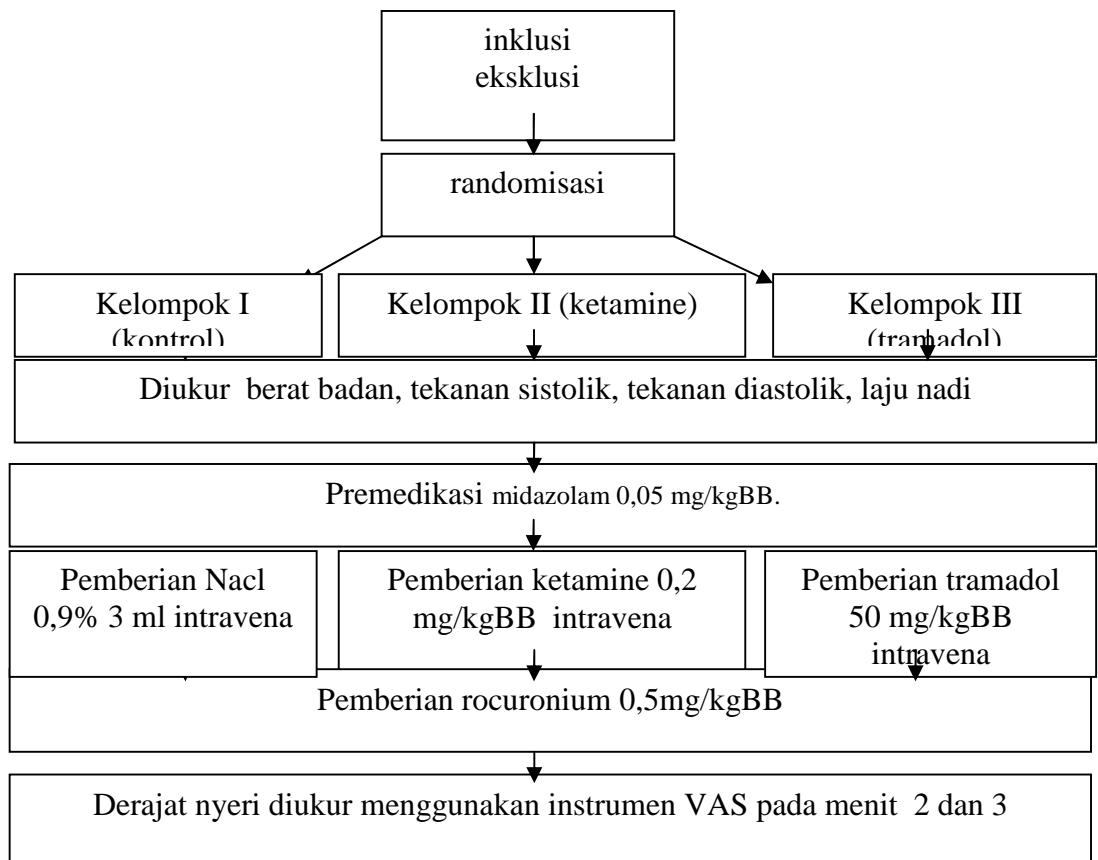 inklusi
eksklusi
randomisasi
Kelompok I
(kontrol)
Kelompok II (ketamine)
Kelompok III
(tramadol)
Diukur berat badan, tekanan sistolik, tekanan diastolik, laju nadi
Premedikasi midazolam 0,05 mg/kgBB.
Pemberian Nacl
0,9% 3 ml intravena
Pemberian ketamine 0,2
mg/kgBB intravena
Pemberian tramadol
50 mg/kgBB
intravena
Pemberian rocuronium 0,5mg/kgBB
Derajat nyeri diukur menggunakan instrumen VAS pada menit 2 dan 3